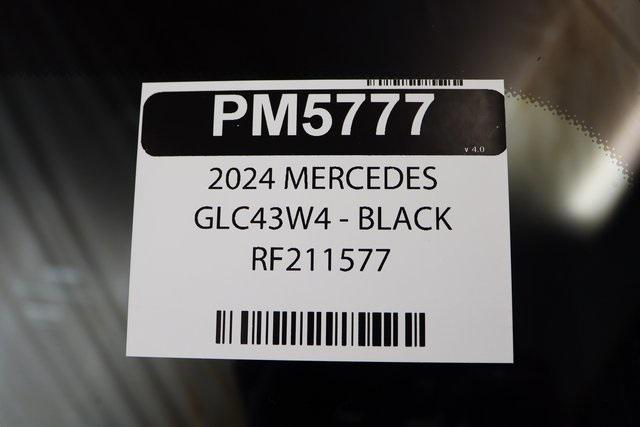 PM5777
v 4.0
2024 MERCEDES
GLC43W4 - BLACK
RF211577